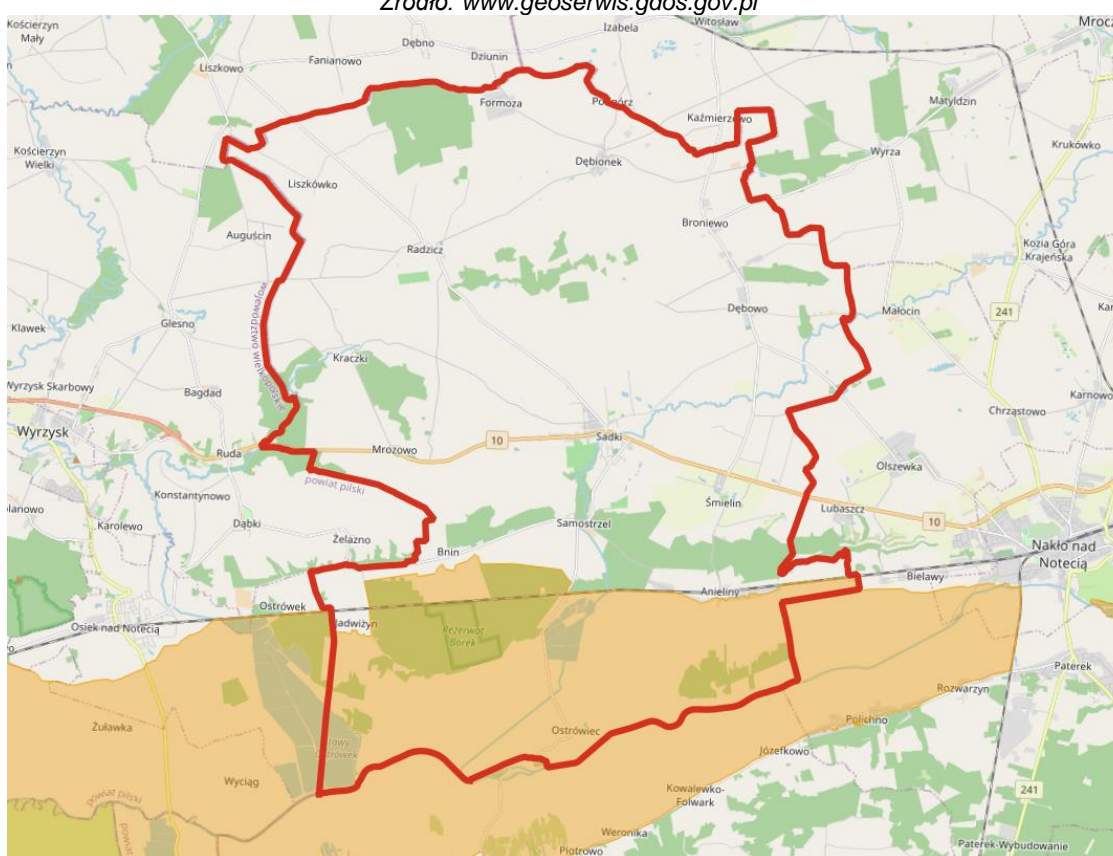 Źródło: www.geoserwis.gdos.gov.pl
Kościerzyn
Mały
Dębno
Dziunin
Izabela
Witosław
Liszkowo
Fanianowo
Formoza
Podgórz
Matyldzin
Kaźmierzewo
Kościerzyn
Wielki
Dębionek
Wyrza
Krukówko
Liszkówko
Auguścin
Radzicz
Broniewo
Kozia Góra
Krajeńska
województwo wielkopolskie
Klawek
Glesno
Dębowo
Małocin
241
Kraczki
Wyrzysk Skarbowy
Bagdad
Karnowo
Chrząstowo
Wyrzysk
Ruda
Mrozowo
10
Sadki
powiat pilski
Olszewka
Konstantynowo
Śmielin
Lubaszcz
Karolewo
Dąbki
Żelazno
Samostrzel
10
Bnin
Nakło nad
Notecią
Ostrówek
Anieliny
Bielawy
Osiek nad Notecią
Rezerwat
Borek
Paterek
Rozwarzyn
Żuławka
Ostrówiec
Polichno
Stawy
Ostrówek
Józefkowo
Wyciąg
Kowalewko-
Folwark
241
powiat pilski
Weronika
Piotrowo
Paterek-Wybudowanie